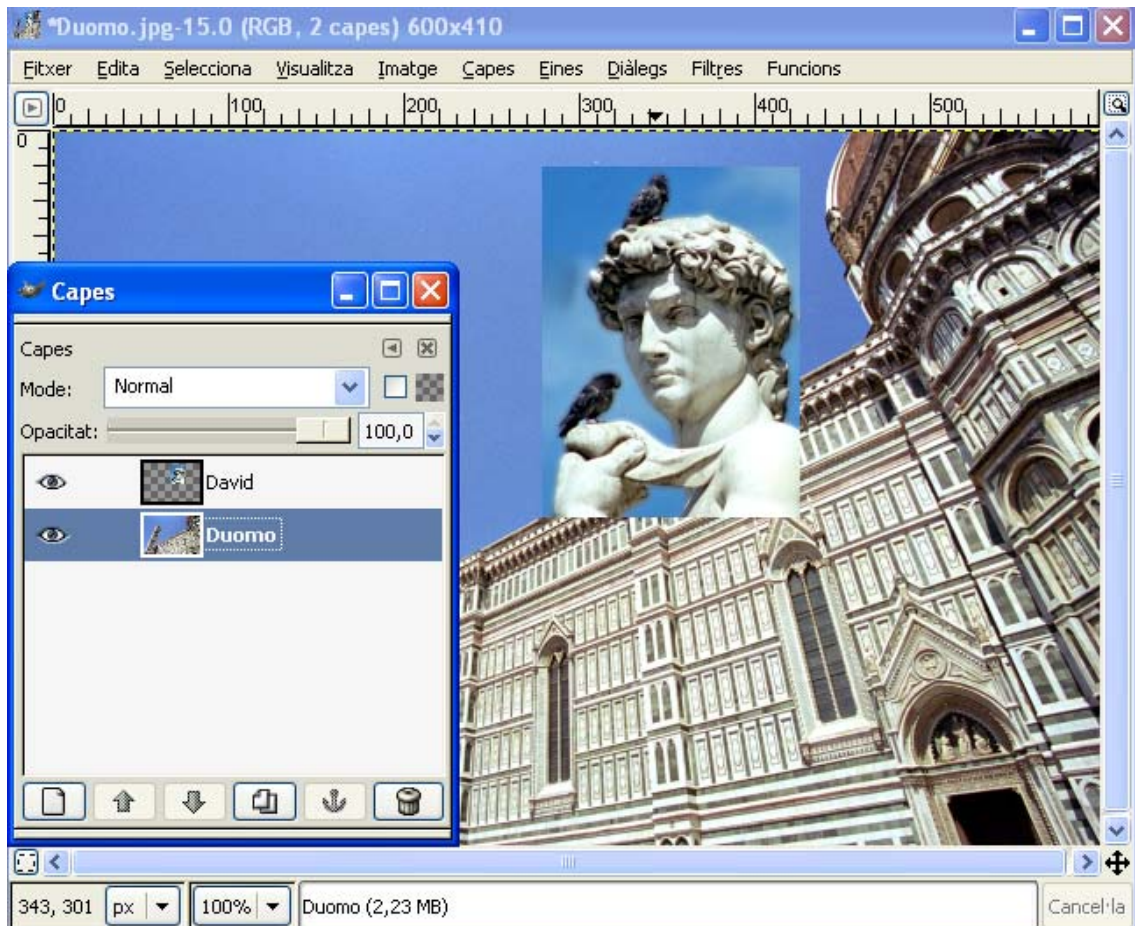 *Duomo.jpg-15.0 (RGB, 2 capes) 600x410
Fitxer Edita Selecciona Visualitza Imatge Capes Eines Diàlegs Filtres Funcions
0 100 200 300 400 500
0
Capes
Capes
Mode: Normal
Opacitat: 100,0
David
Duomo
343, 301 px 100% Duomo (2,23 MB) Cancel·la